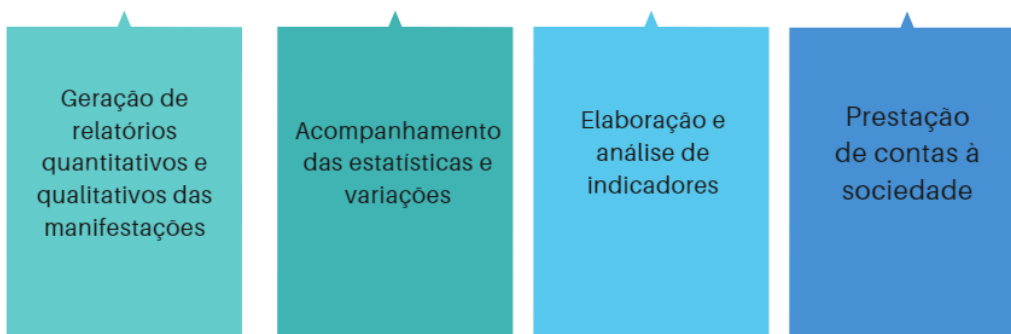 Geração de
relatórios
quantitativos e
qualitativos das
manifestações
Acompanhamento
das estatísticas e
variações
Elaboração e
análise de
indicadores
Prestação
de contas à
sociedade